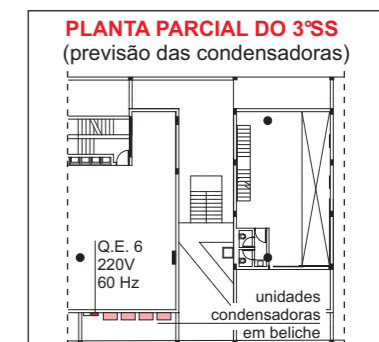 PLANTA PARCIAL DO 3°SS
(previsão das condensadoras)
Q.E. 6
220V
60 Hz
unidades
condensadoras
em beliche